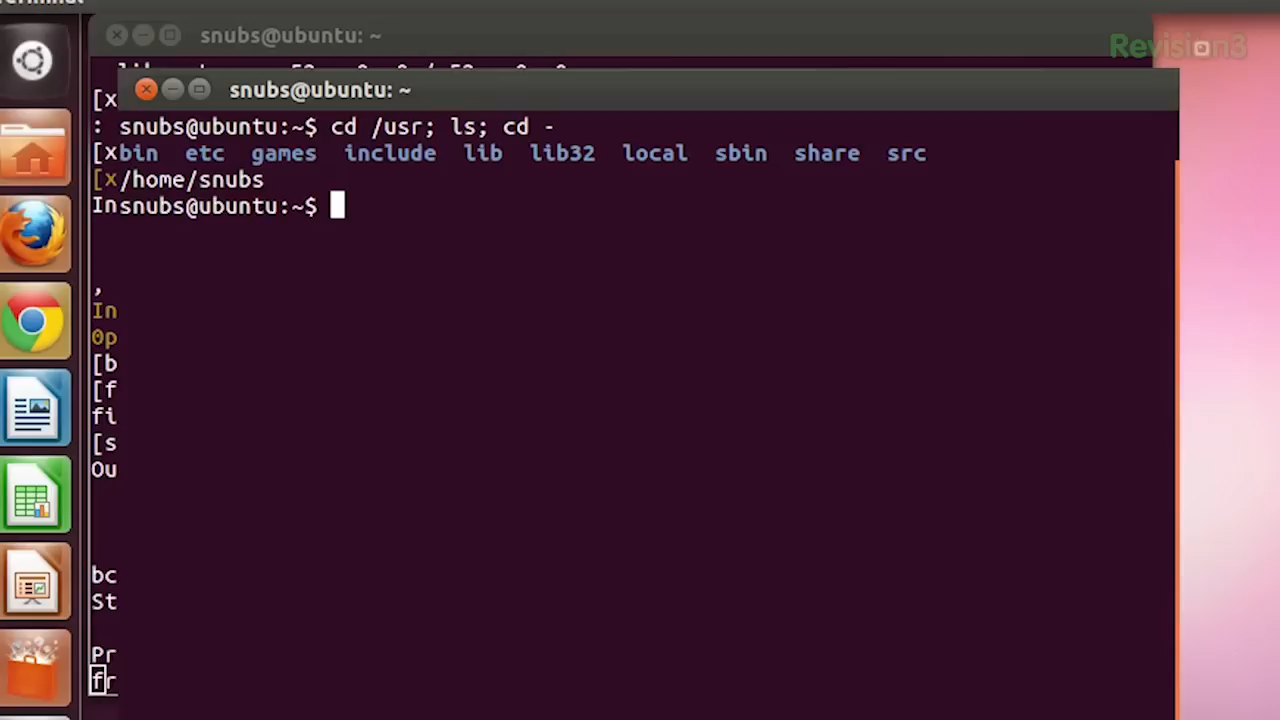 Terminal
snubs@ubuntu: ~
Revision3
snubs@ubuntu: ~
[x
: snubs@ubuntu:~$ cd /usr; ls; cd -
[xbin etc games include lib lib32 local sbin share src
[x/home/snubs
Insnubs@ubuntu:~$
,
In
0p
[b
[f
fi
[s
Ou
bc
St
Pr
fr